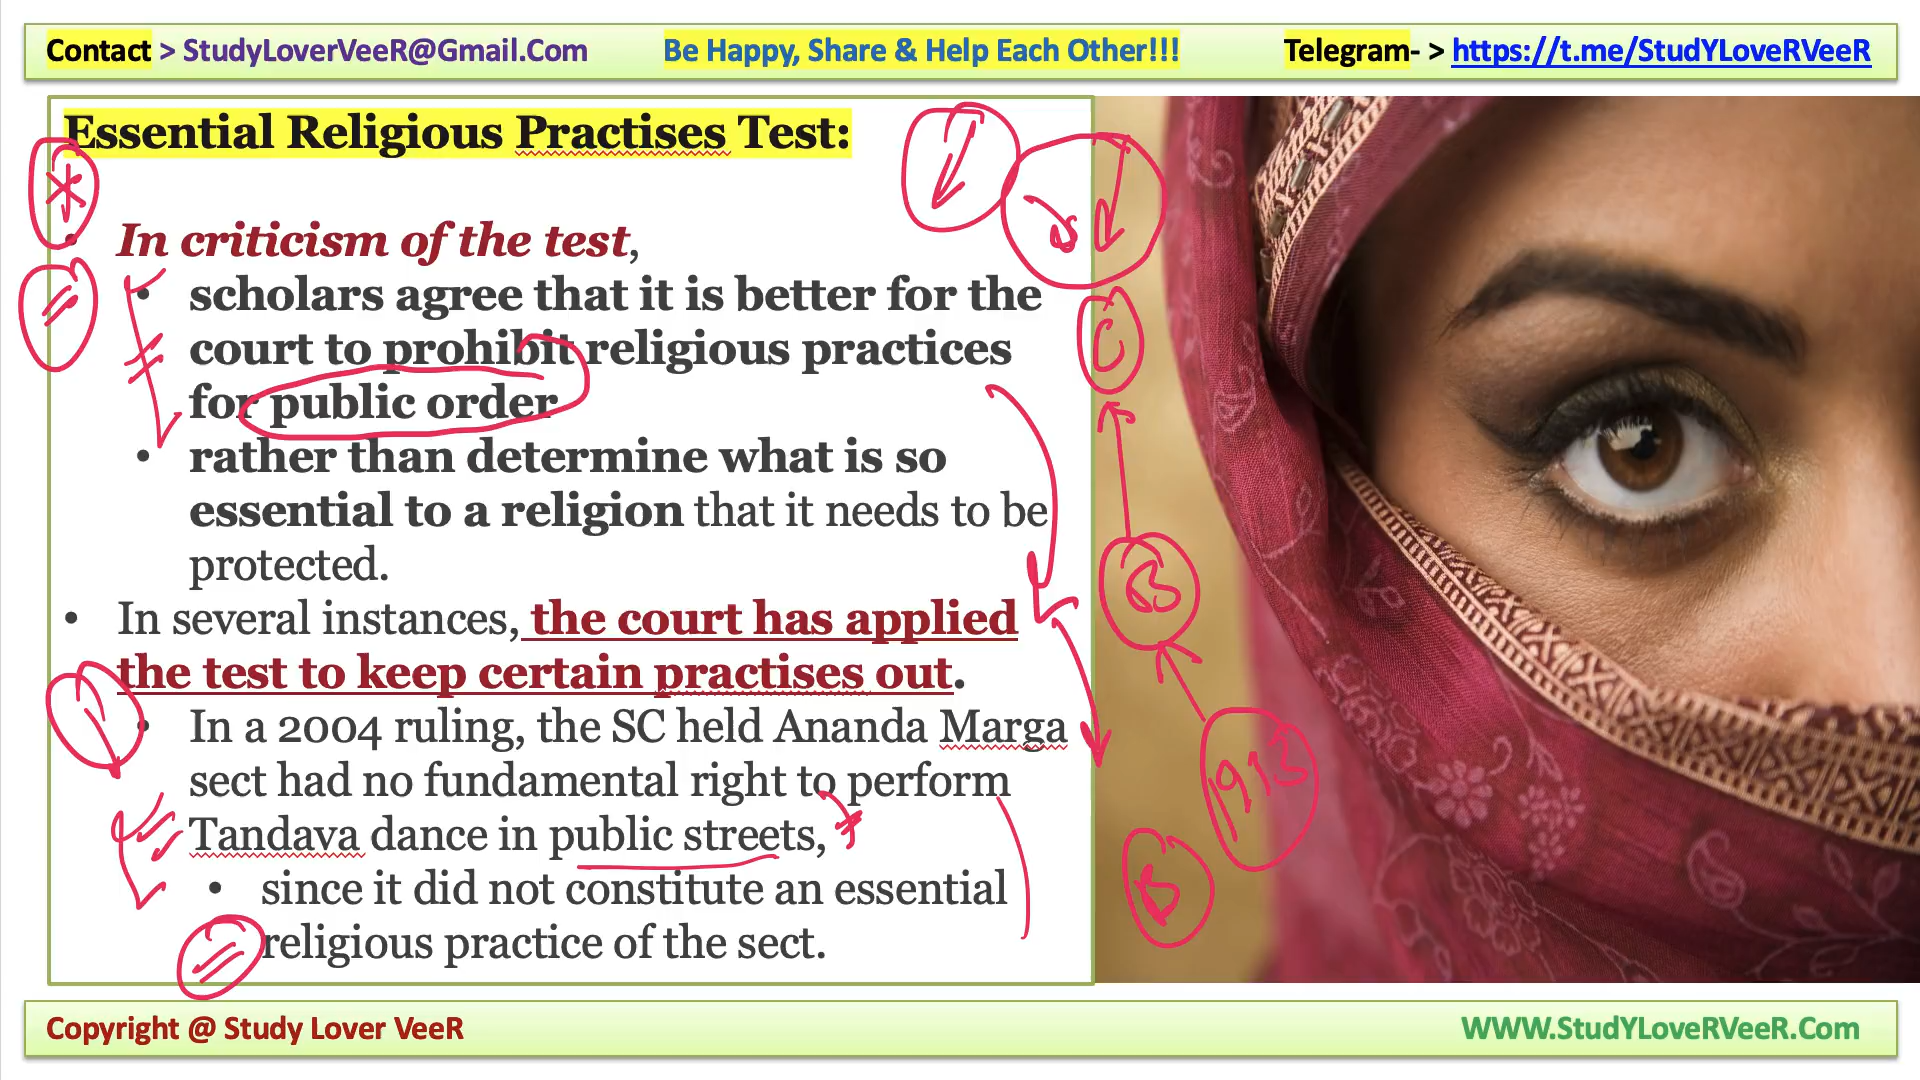 Contact > StudyLoverVeeR@Gmail.Com Be Happy, Share & Help Each Other!!! Telegram- > https://t.me/StudYLoveRVeeR
Essential Religious Practises Test:
• In criticism of the test,
• scholars agree that it is better for the
court to prohibit religious practices
for public order
• rather than determine what is so
essential to a religion that it needs to be
protected.
• In several instances, the court has applied
the test to keep certain practises out.
• In a 2004 ruling, the SC held Ananda Marga
sect had no fundamental right to perform
Tandava dance in public streets,
• since it did not constitute an essential
religious practice of the sect.
C
B
1913
B
Copyright @ Study Lover VeeR WWW.StudYLoveRVeeR.Com